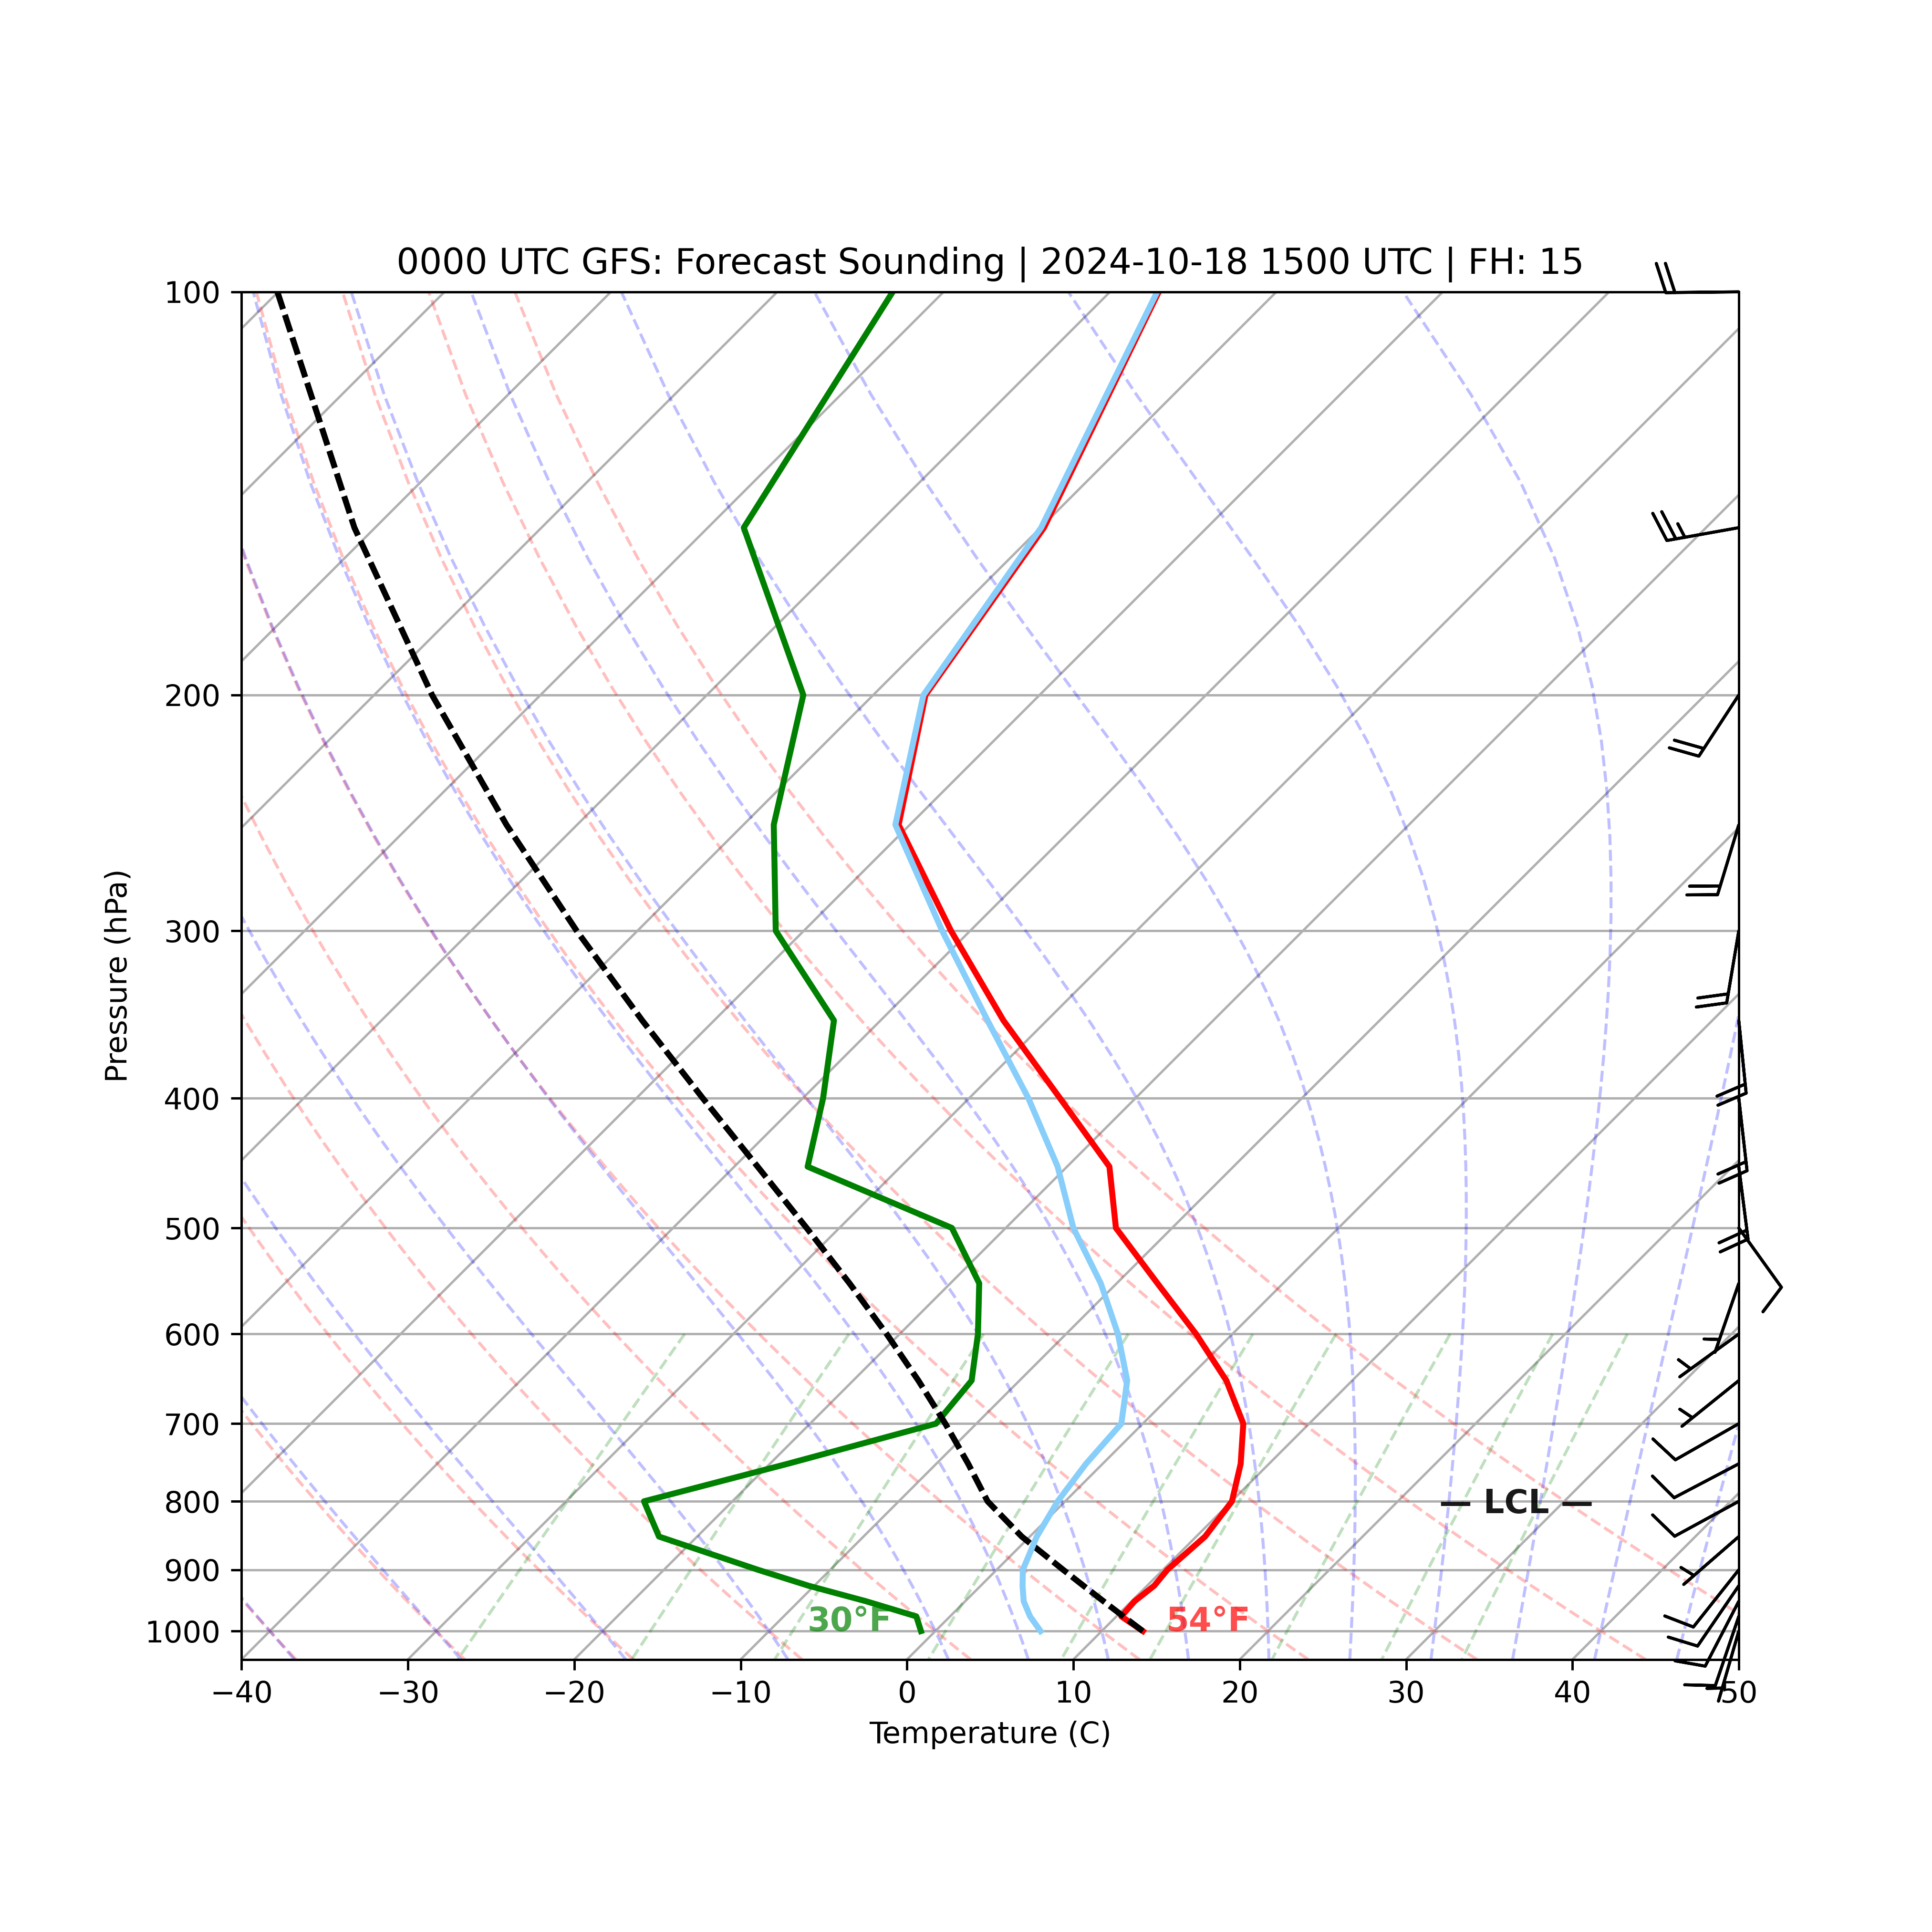 0000 UTC GFS: Forecast Sounding | 2024-10-18 1500 UTC | FH: 15
100
200
300
400
500
600
700
800
900
1000
Pressure (hPa)
— LCL —
30°F
54°F
−40 −30 −20 −10 0 10 20 30 40 50
Temperature (C)